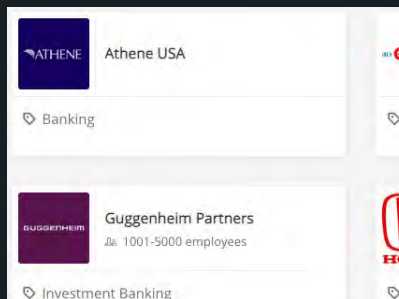 ATHENE
Athene USA
Banking
GUGGENHEIM
Guggenheim Partners
1001-5000 employees
Investment Banking